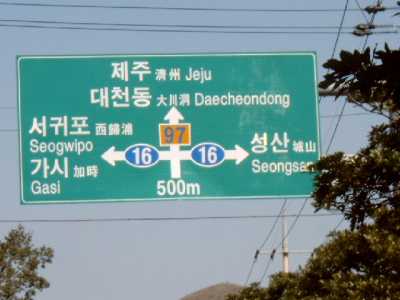 제주 濟州 Jeju
대천동 大川洞 Daecheondong
서귀포 西歸浦
Seogwipo
가시 加時
Gasi
97
16
16
성산 城山
Seongsan
500m